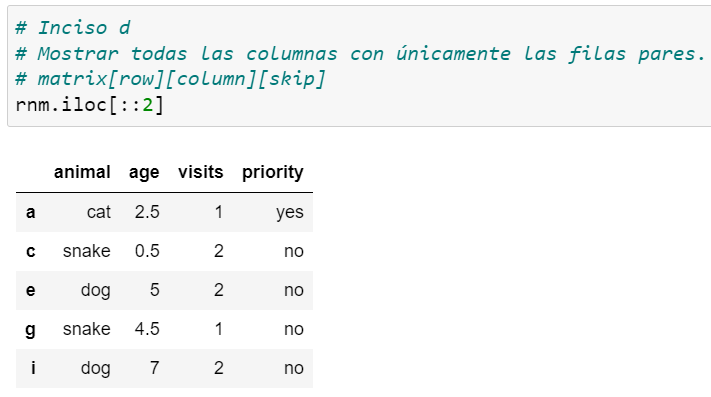 # Inciso d
# Mostrar todas las columnas con únicamente las filas pares.
# matrix[row][column][skip]
rnm.iloc[::2]
animal age visits priority
a cat 2.5 1 yes
c snake 0.5 2 no
e dog 5 2 no
g snake 4.5 1 no
i dog 7 2 no